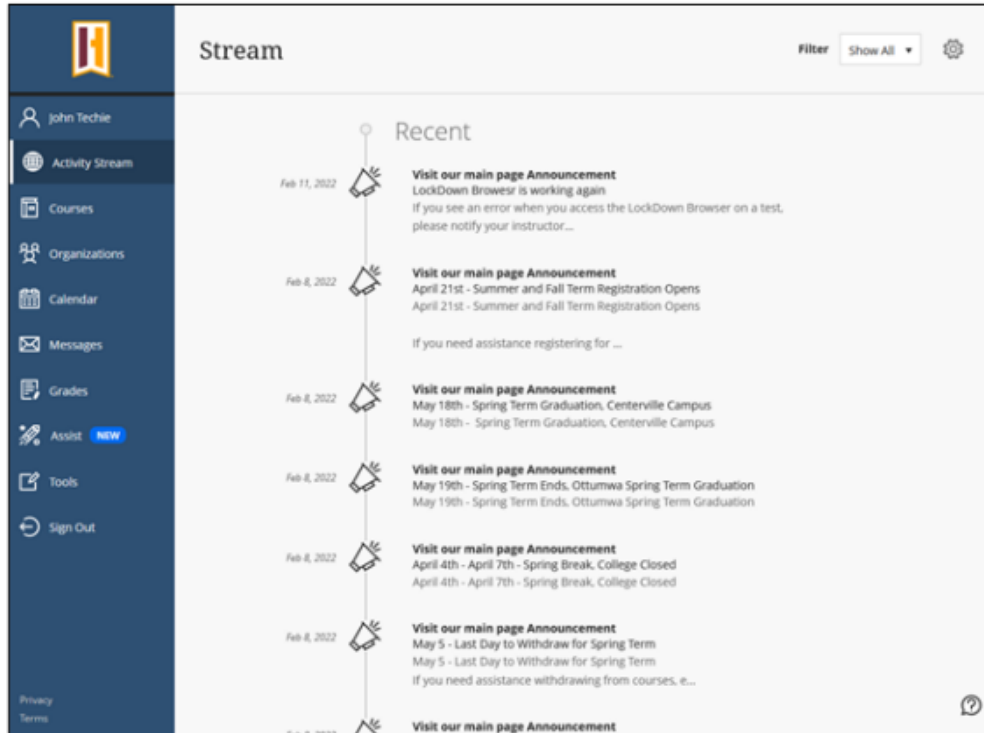 Stream
Filter
Show All
John Techie
Activity Stream
Courses
Organizations
Calendar
Messages
Grades
Assist NEW
Tools
Sign Out
Privacy
Terms
Recent
Feb 11, 2022
Visit our main page Announcement
LockDown Browesr is working again
If you see an error when you access the LockDown Browser on a test,
please notify your instructor...
Feb 8, 2022
Visit our main page Announcement
April 21st - Summer and Fall Term Registration Opens
April 21st - Summer and Fall Term Registration Opens
If you need assistance registering for ...
Feb 8, 2022
Visit our main page Announcement
May 18th - Spring Term Graduation, Centerville Campus
May 18th - Spring Term Graduation, Centerville Campus
Feb 8, 2022
Visit our main page Announcement
May 19th - Spring Term Ends, Ottumwa Spring Term Graduation
May 19th - Spring Term Ends, Ottumwa Spring Term Graduation
Feb 8, 2022
Visit our main page Announcement
April 4th - April 7th - Spring Break, College Closed
April 4th - April 7th - Spring Break, College Closed
Feb 8, 2022
Visit our main page Announcement
May 5 - Last Day to Withdraw for Spring Term
May 5 - Last Day to Withdraw for Spring Term
If you need assistance withdrawing from courses, e...
Visit our main page Announcement